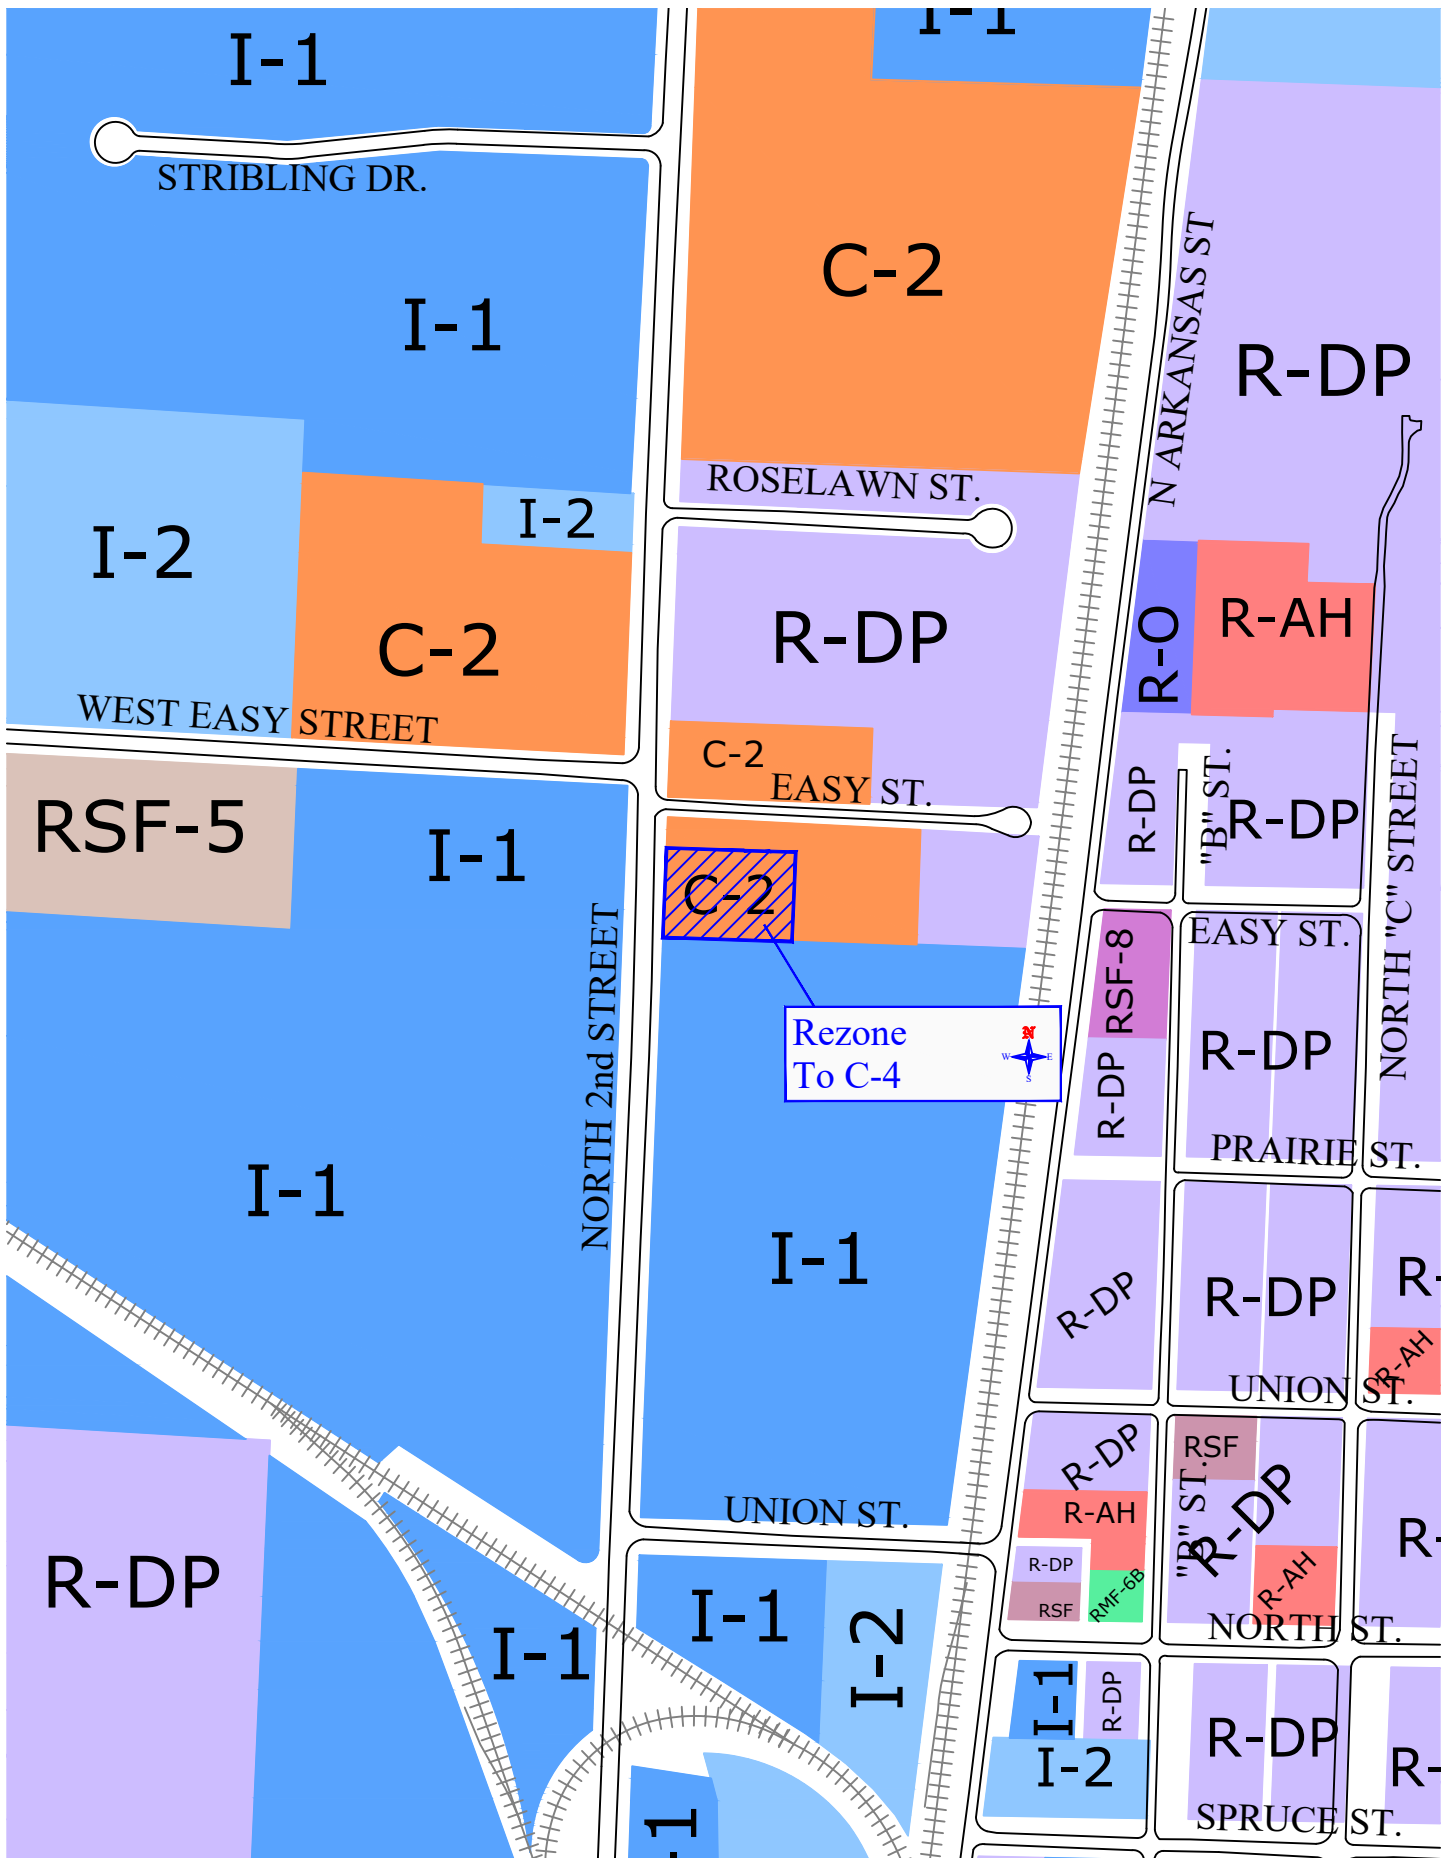 I-1
I-1
STRIBLING DR.
C-2
I-1
N ARKANSAS ST
R-DP
ROSELAWN ST.
I-2
I-2
R-DP
R-O
R-AH
C-2
WEST EASY STREET
C-2
EASY ST.
R-DP
"B" ST.
R-DP
NORTH "C" STREET
RSF-5
I-1
C-2
EASY ST.
RSF-8
NORTH 2nd STREET
Rezone
To C-4
N
W
E
S
R-DP
R-DP
PRAIRIE ST.
I-1
I-1
R-DP
R-DP
R-
R-AH
UNION ST.
R-DP
RSF
"B" ST.
R-DP
R-AH
UNION ST.
R-
R-DP
R-DP
RSF
RMF-6B
R-AH
NORTH ST.
I-1
I-1
I-2
I-1
R-DP
R-DP
I-2
R-
SPRUCE ST.
-1